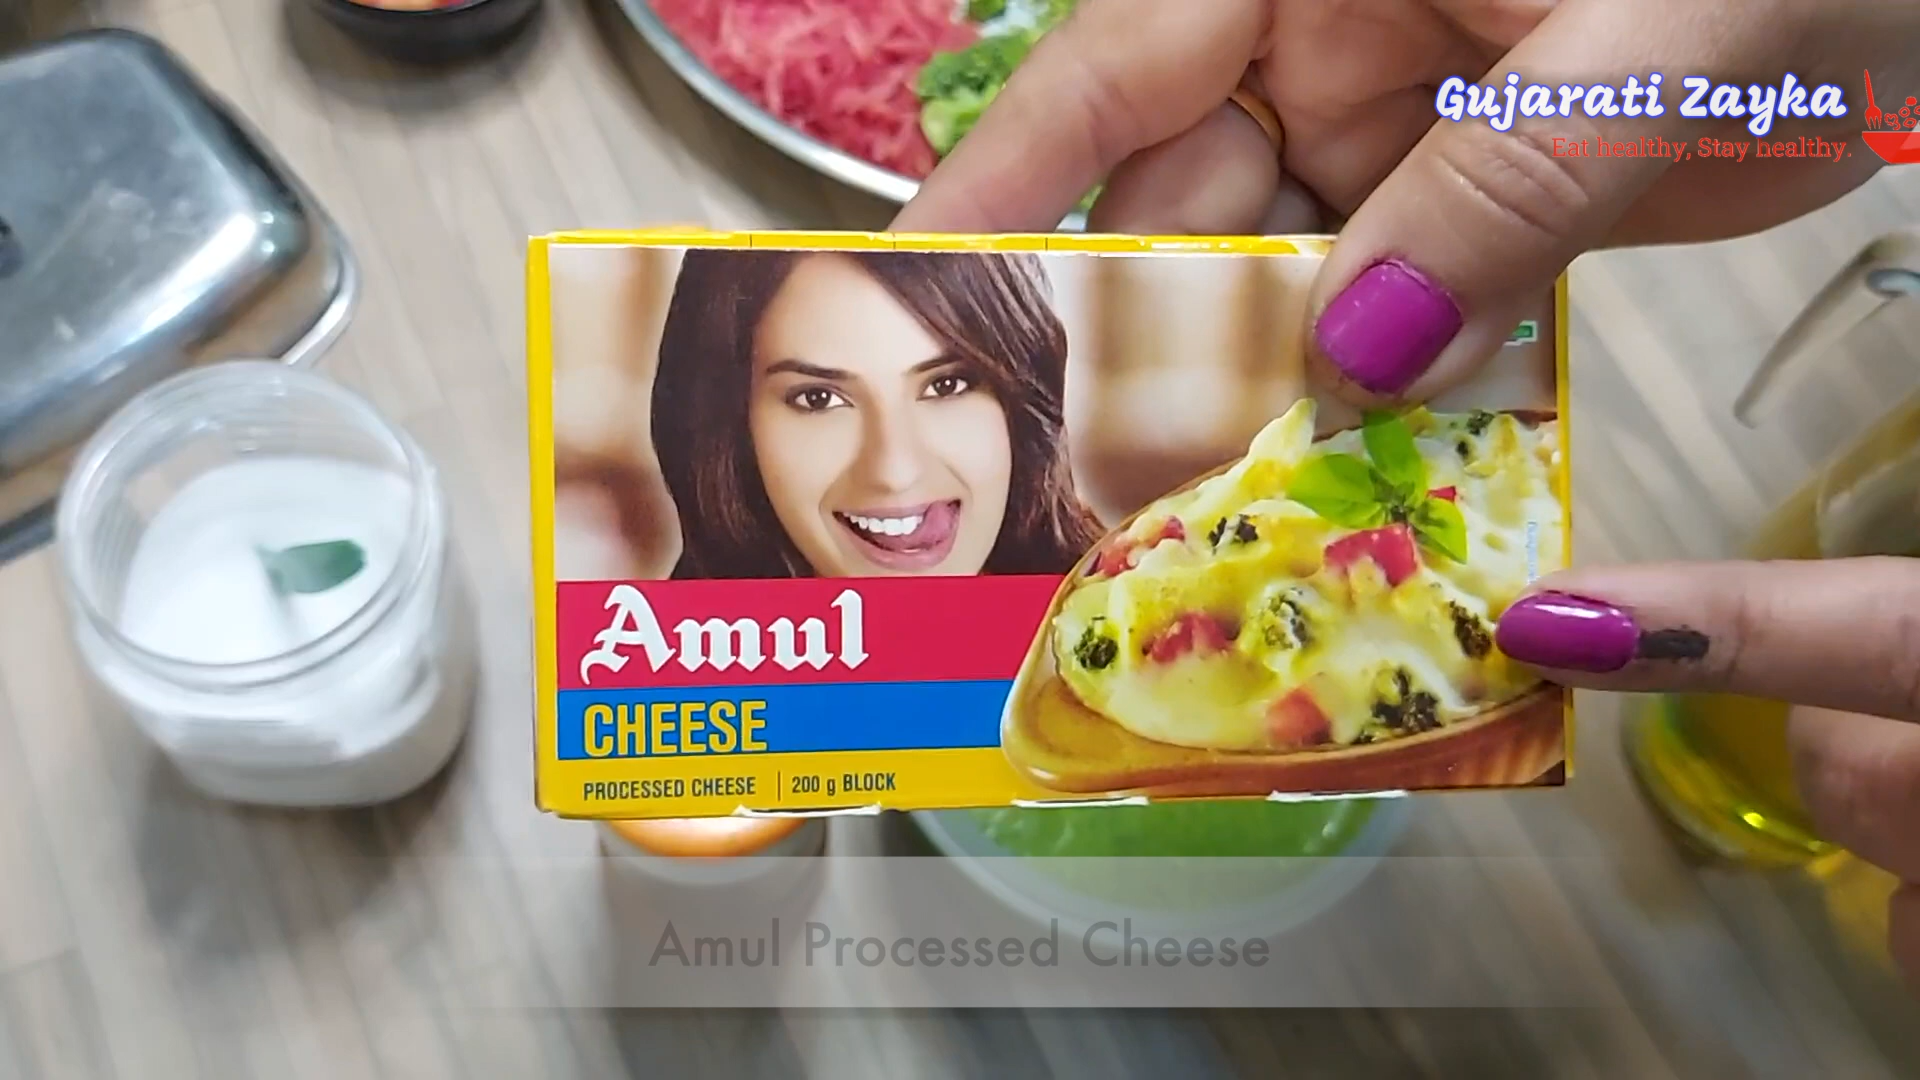 Gujarati Zayka
Eat healthy, Stay healthy.
Amul
CHEESE
PROCESSED CHEESE | 200 g BLOCK
Amul Processed Cheese